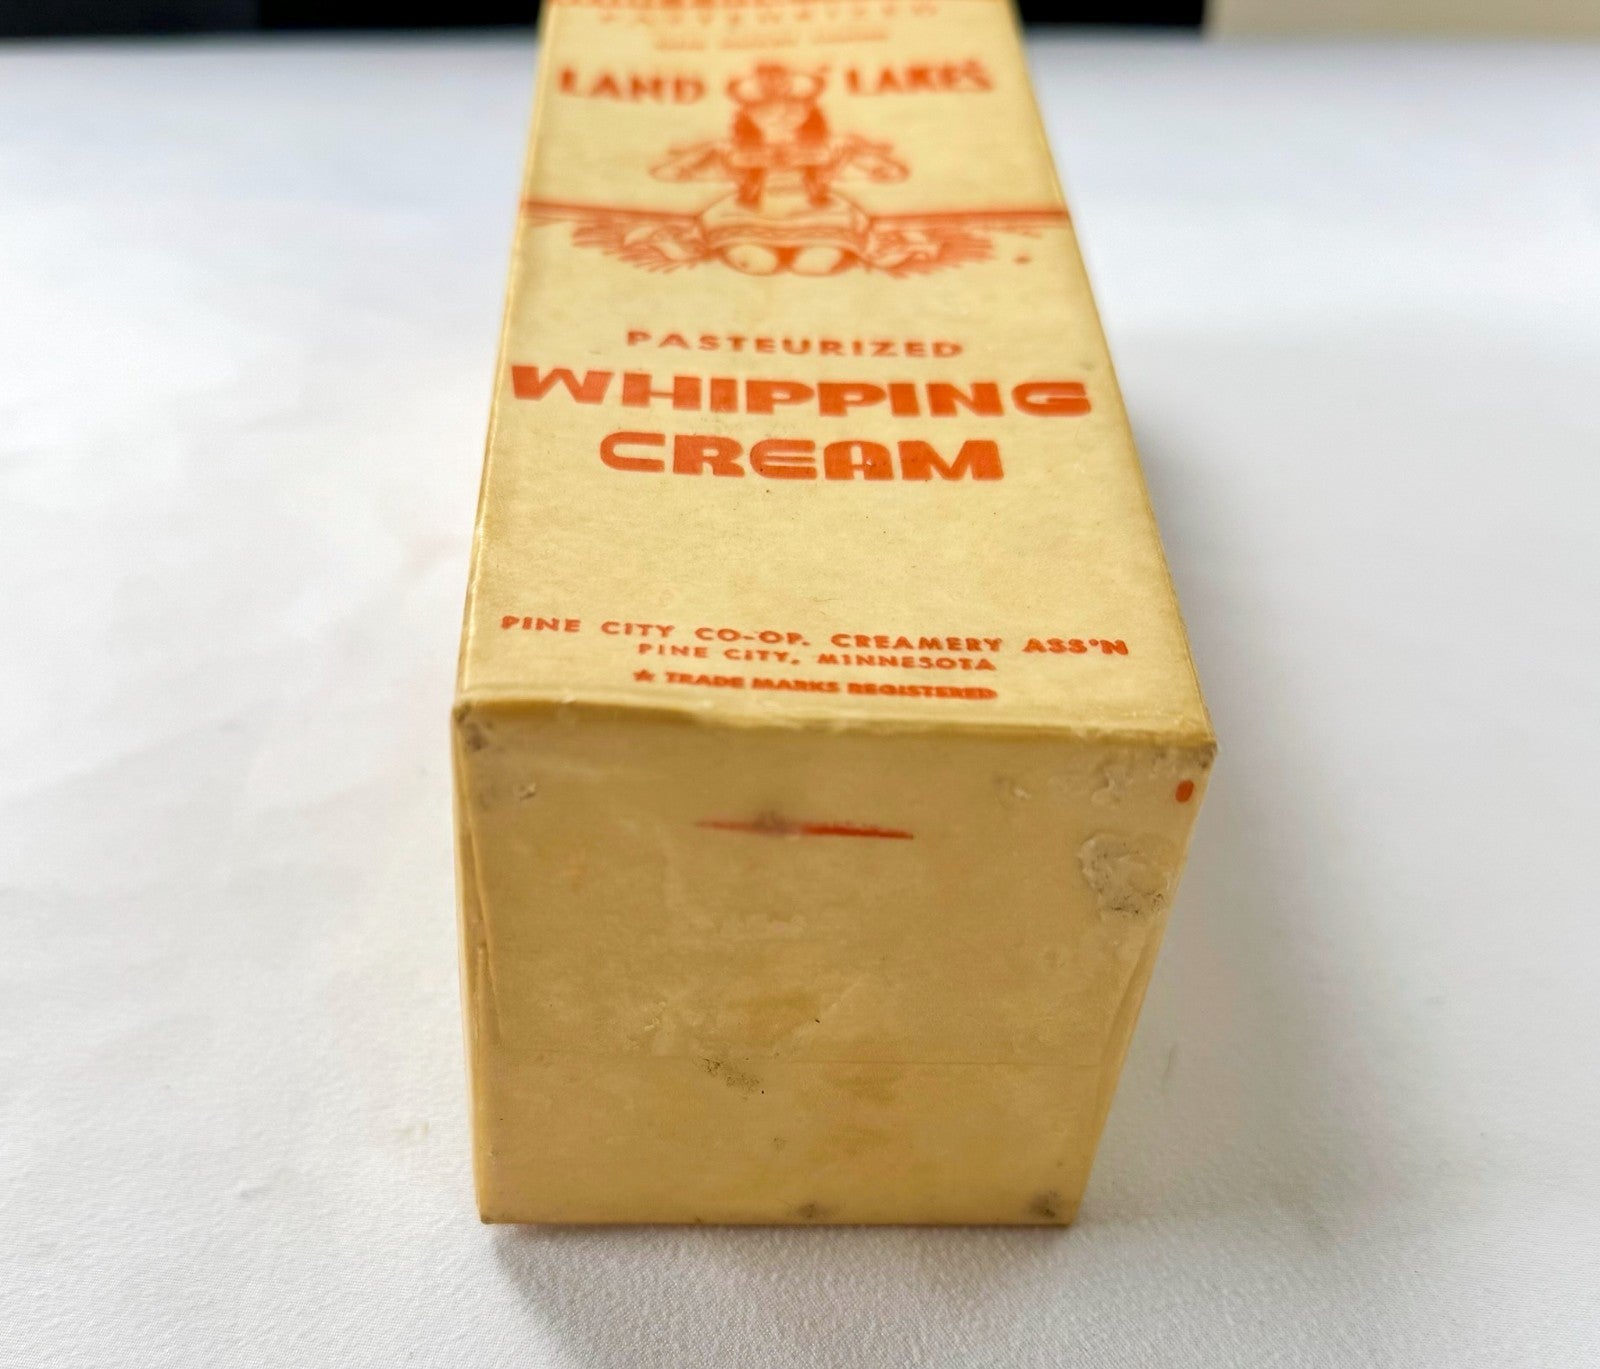 PASTEURIZED
LAND O LAKES
PASTEURIZED
WHIPPING
CREAM
PINE CITY CO-OP. CREAMERY ASS'N
PINE CITY, MINNESOTA
★ TRADE MARKS REGISTERED